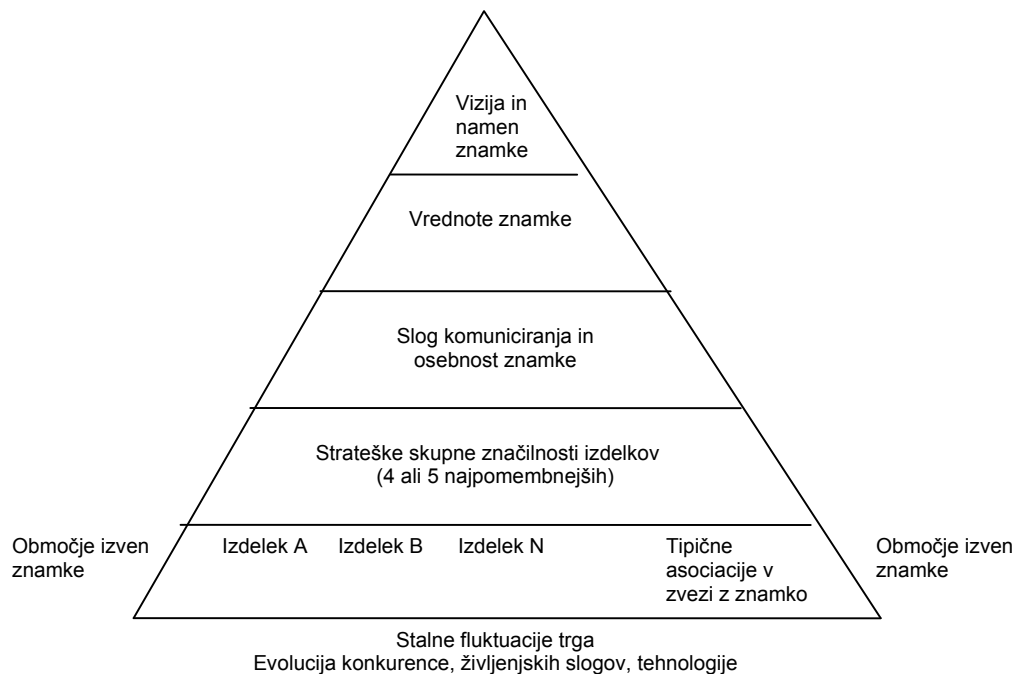 Vizija in
namen
znamke
Vrednote znamke
Slog komuniciranja in
osebnost znamke
Strateške skupne značilnosti izdelkov
(4 ali 5 najpomembnejših)
Območje izven
znamke
Izdelek A
Izdelek B
Izdelek N
Tipične
asociacije v
zvezi z znamko
Območje izven
znamke
Stalne fluktuacije trga
Evolucija konkurence, življenjskih slogov, tehnologije